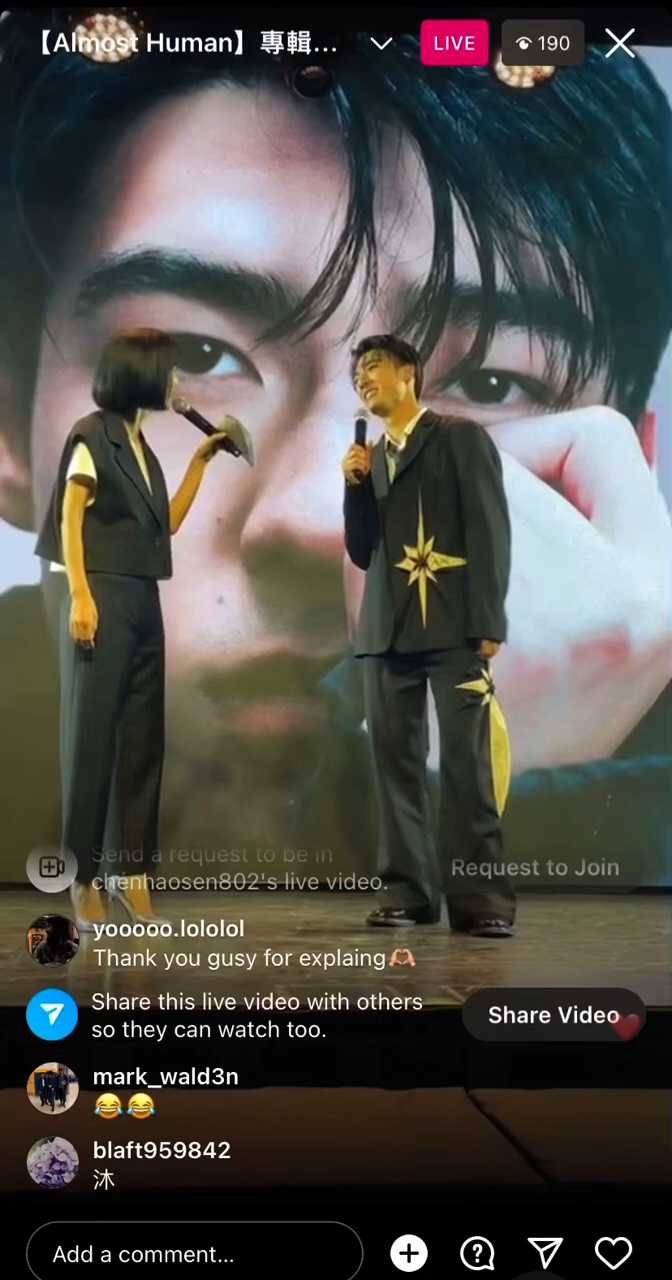 【Almost Human】專輯...
LIVE
190
Send a request to be in
chenhaosen802's live video.
Request to Join
yooooo.lololol
Thank you gusy for explaing🫶🏻
Share this live video with others
so they can watch too.
Share Video
mark_wald3n
😂😂
blaft959842
沐
Add a comment...